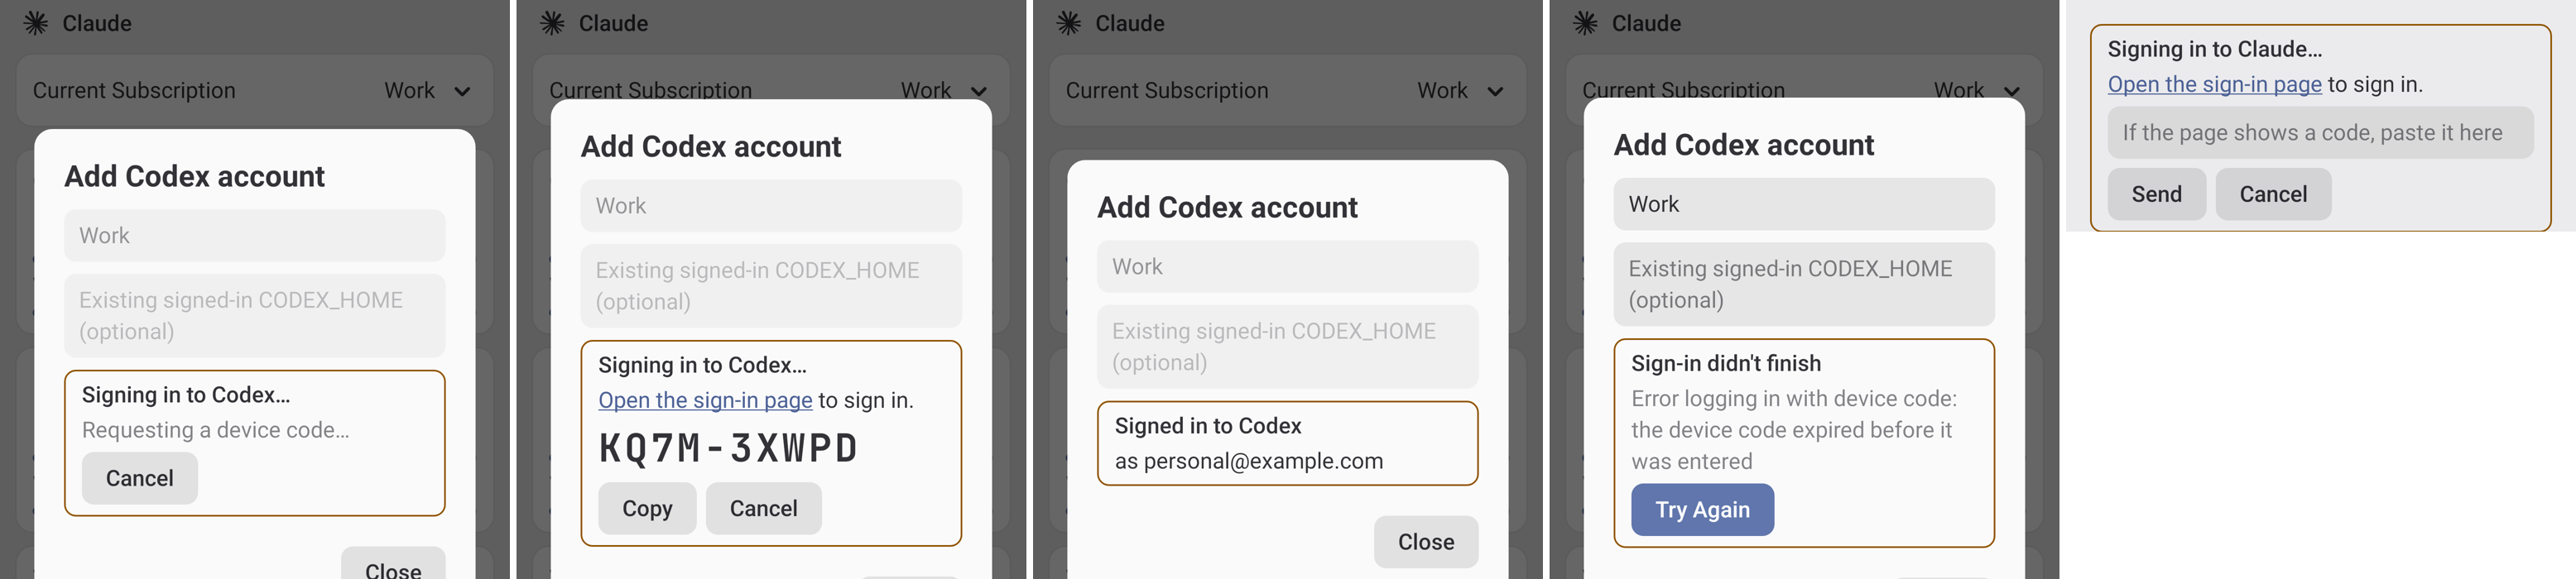 Claude
Current Subscription Work
Add Codex account
Work
Existing signed-in CODEX_HOME
(optional)
Signing in to Codex...
Requesting a device code...
Cancel
Close
Claude
Current Subscription Work
Add Codex account
Work
Existing signed-in CODEX_HOME
(optional)
Signing in to Codex...
Open the sign-in page to sign in.
KQ7M-3XWPD
Copy Cancel
Claude
Current Subscription Work
Add Codex account
Work
Existing signed-in CODEX_HOME
(optional)
Signed in to Codex
as personal@example.com
Close
Claude
Current Subscription Work
Add Codex account
Work
Existing signed-in CODEX_HOME
(optional)
Sign-in didn't finish
Error logging in with device code:
the device code expired before it
was entered
Try Again
Signing in to Claude...
Open the sign-in page to sign in.
If the page shows a code, paste it here
Send Cancel